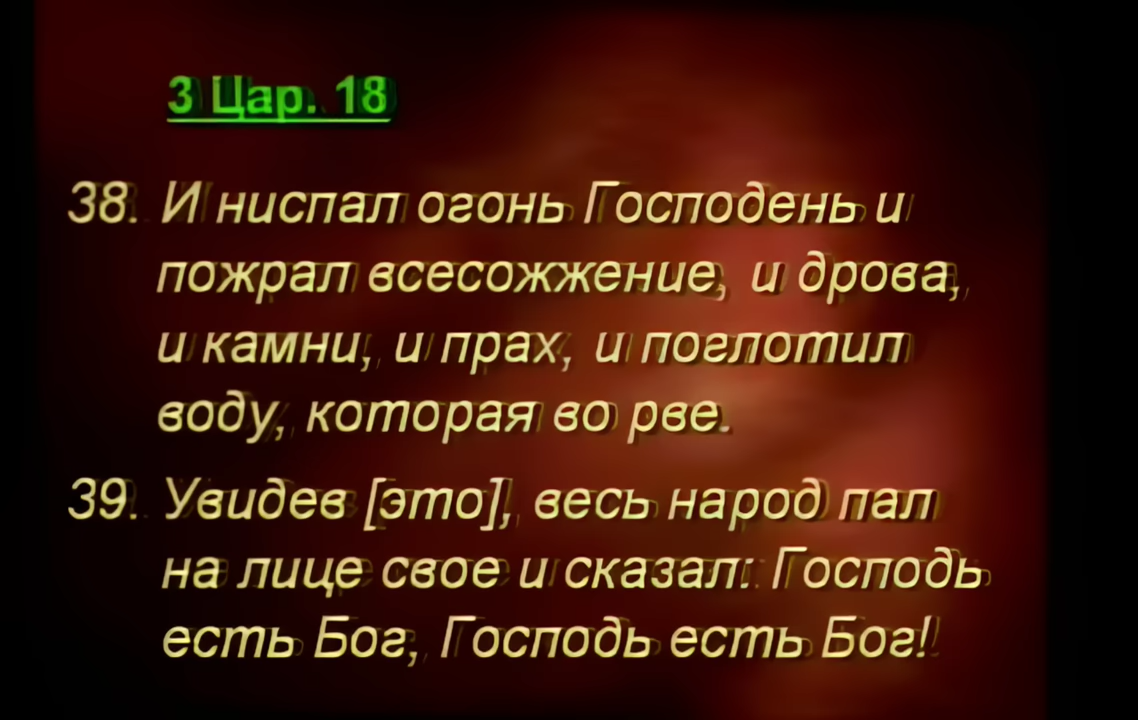 3 Цар. 18
38. И ниспал огонь Господень и
пожрал всесожжение, и дрова,
и камни, и прах, и поглотил
воду, которая во рве.
39. Увидев [это], весь народ пал
на лице свое и сказал: Господь
есть Бог, Господь есть Бог!